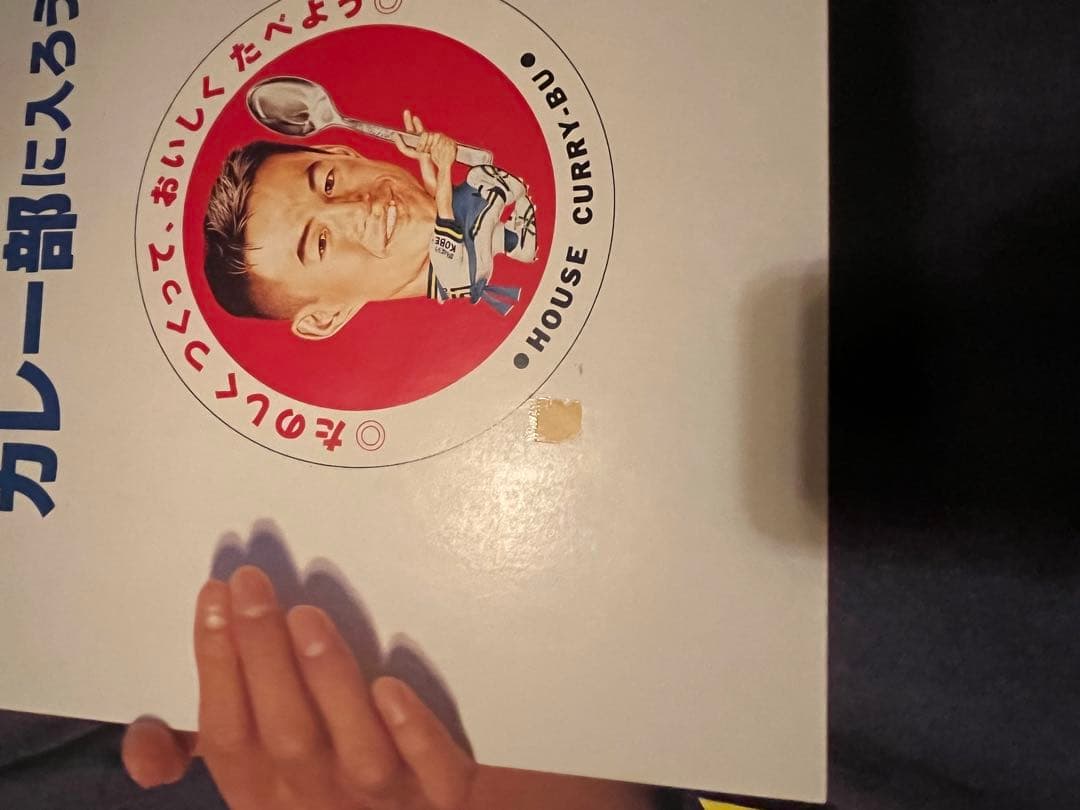 カレー部に入ろう
◎たのしくつくって、おいしくたべよう◎
●HOUSE CURRY-BU●
KOBE